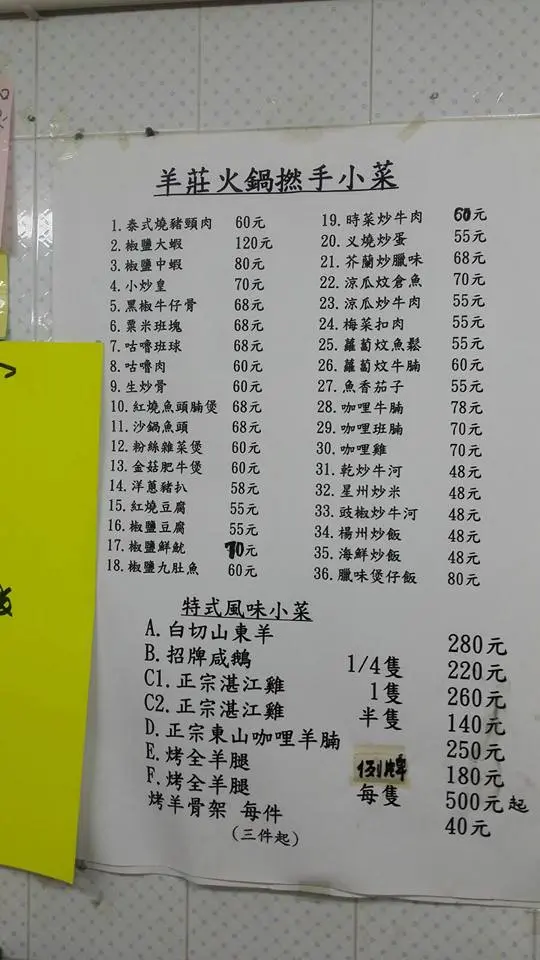 羊莊火鍋撚手小菜
1. 泰式燒豬頸肉 60元
2. 椒鹽大蝦 120元
3. 椒鹽中蝦 80元
4. 小炒皇 70元
5. 黑椒牛仔骨 68元
6. 粟米班塊 68元
7. 咕嚕班球 68元
8. 咕嚕肉 60元
9. 生炒骨 60元
10. 紅燒魚頭腩煲 68元
11. 沙鍋魚頭 68元
12. 粉絲雜菜煲 60元
13. 金菇肥牛煲 60元
14. 洋蔥豬扒 58元
15. 紅燒豆腐 55元
16. 椒鹽豆腐 55元
17. 椒鹽鮮魷 70元
18. 椒鹽九肚魚 60元
19. 時菜炒牛肉 60元
20. 义燒炒蛋 55元
21. 芥蘭炒臘味 68元
22. 涼瓜炆倉魚 70元
23. 涼瓜炒牛肉 55元
24. 梅菜扣肉 55元
25. 蘿蔔炆魚鬆 55元
26. 蘿蔔炆牛腩 60元
27. 魚香茄子 55元
28. 咖哩牛腩 78元
29. 咖哩班腩 70元
30. 咖哩雞 70元
31. 乾炒牛河 48元
32. 星州炒米 48元
33. 豉椒炒牛河 48元
34. 楊州炒飯 48元
35. 海鮮炒飯 48元
36. 臘味煲仔飯 80元
特式風味小菜
A. 白切山東羊 280元
B. 招牌咸鵝 1/4隻 220元
C1. 正宗湛江雞 1隻 260元
C2. 正宗湛江雞 半隻 140元
D. 正宗東山咖哩羊腩 250元
E. 烤全羊腿 例牌 180元
F. 烤全羊腿 每隻 500元起
烤羊骨架 每件 40元
(三件起)